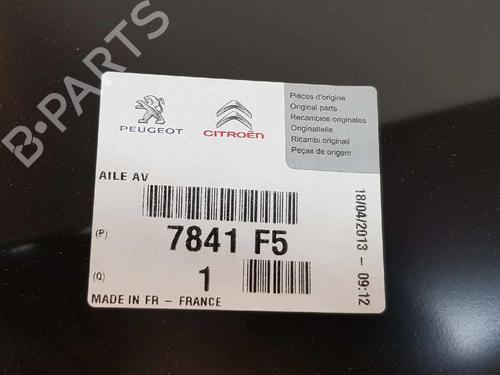 B-PARTS
PEUGEOT
CITROËN
Pièces d'origine
Original parts
Recambios originales
Originalteile
Ricambi originali
Peças de origem
AILE AV
(P) 7841 F5
(Q) 1
MADE IN FR - FRANCE
18/04/2013 - 09:12